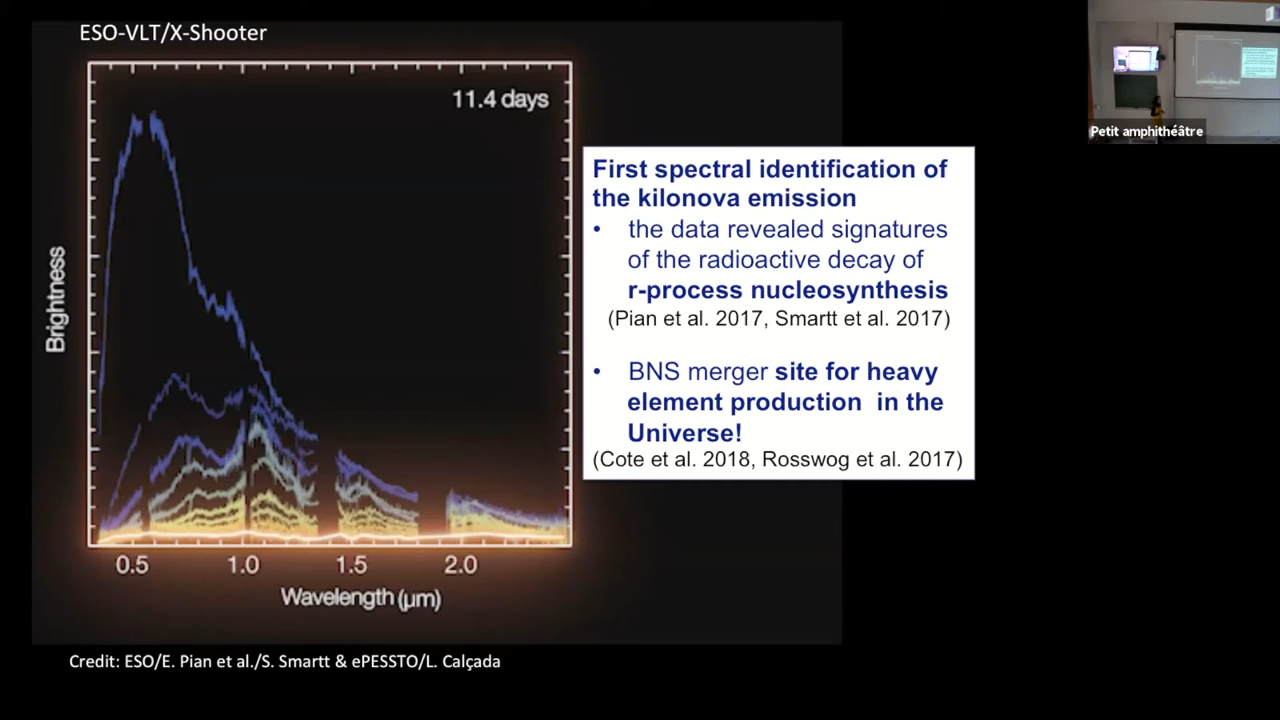 ESO-VLT/X-Shooter
11.4 days
Brightness
0.5 1.0 1.5 2.0
Wavelength (μm)
Credit: ESO/E. Pian et al./S. Smartt & ePESSTO/L. Calçada
First spectral identification of
the kilonova emission
• the data revealed signatures
of the radioactive decay of
r-process nucleosynthesis
(Pian et al. 2017, Smartt et al. 2017)
• BNS merger site for heavy
element production in the
Universe!
(Cote et al. 2018, Rosswog et al. 2017)
Petit amphithéâtre